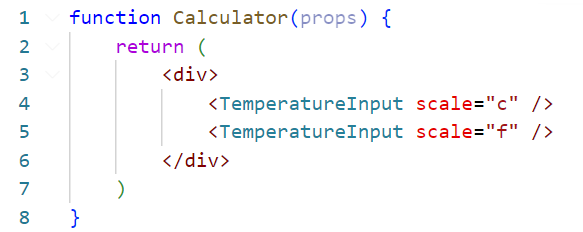 1 function Calculator(props) {
2     return (
3         <div>
4             <TemperatureInput scale="c" />
5             <TemperatureInput scale="f" />
6         </div>
7     )
8 }